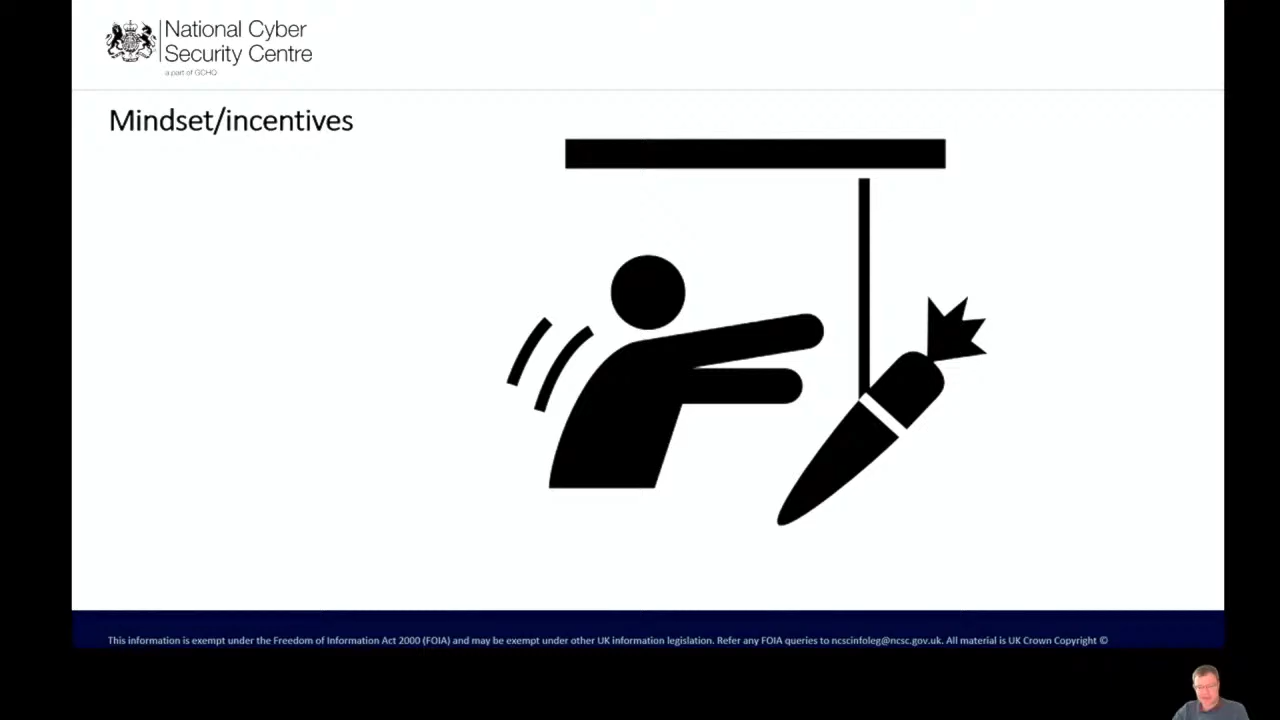 National Cyber
Security Centre
a part of GCHQ
Mindset/incentives
This information is exempt under the Freedom of Information Act 2000 (FOIA) and may be exempt under other UK information legislation. Refer any FOIA queries to ncscinfoleg@ncsc.gov.uk. All material is UK Crown Copyright ©